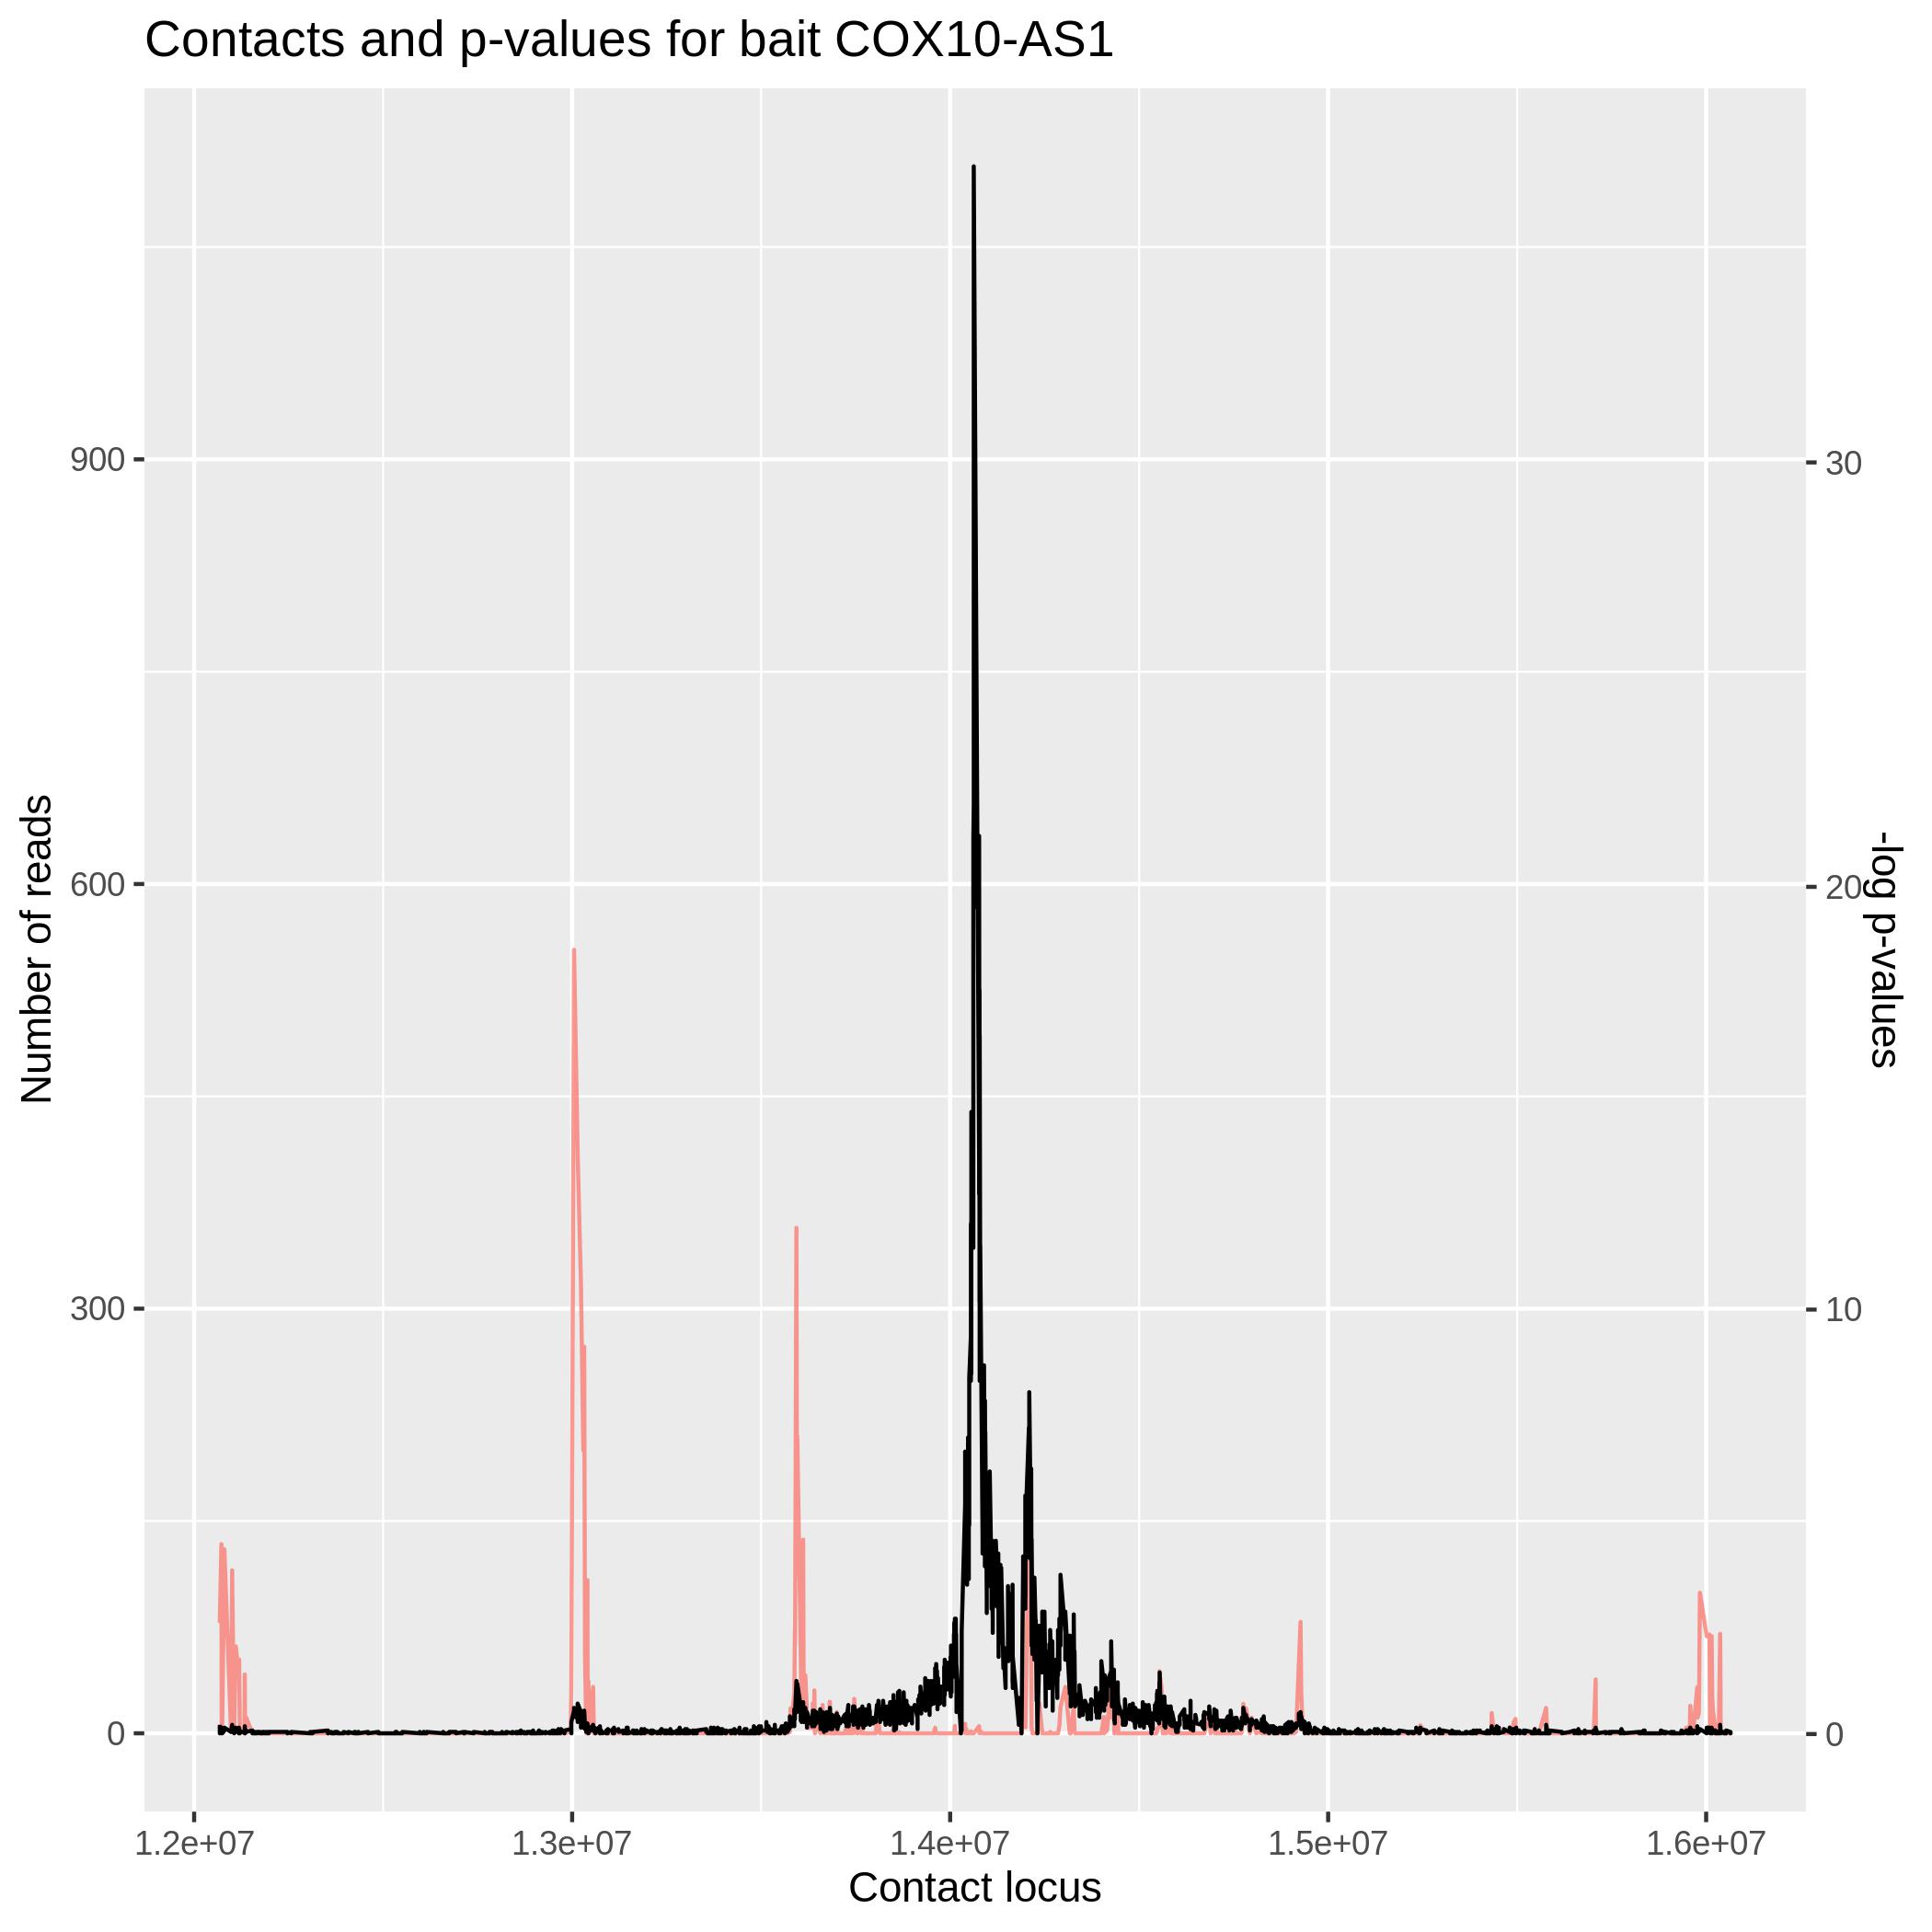 Contacts and p-values for bait COX10-AS1
900
600
300
0
30
20
10
0
Number of reads
-log p-values
1.2e+07
1.3e+07
1.4e+07
1.5e+07
1.6e+07
Contact locus